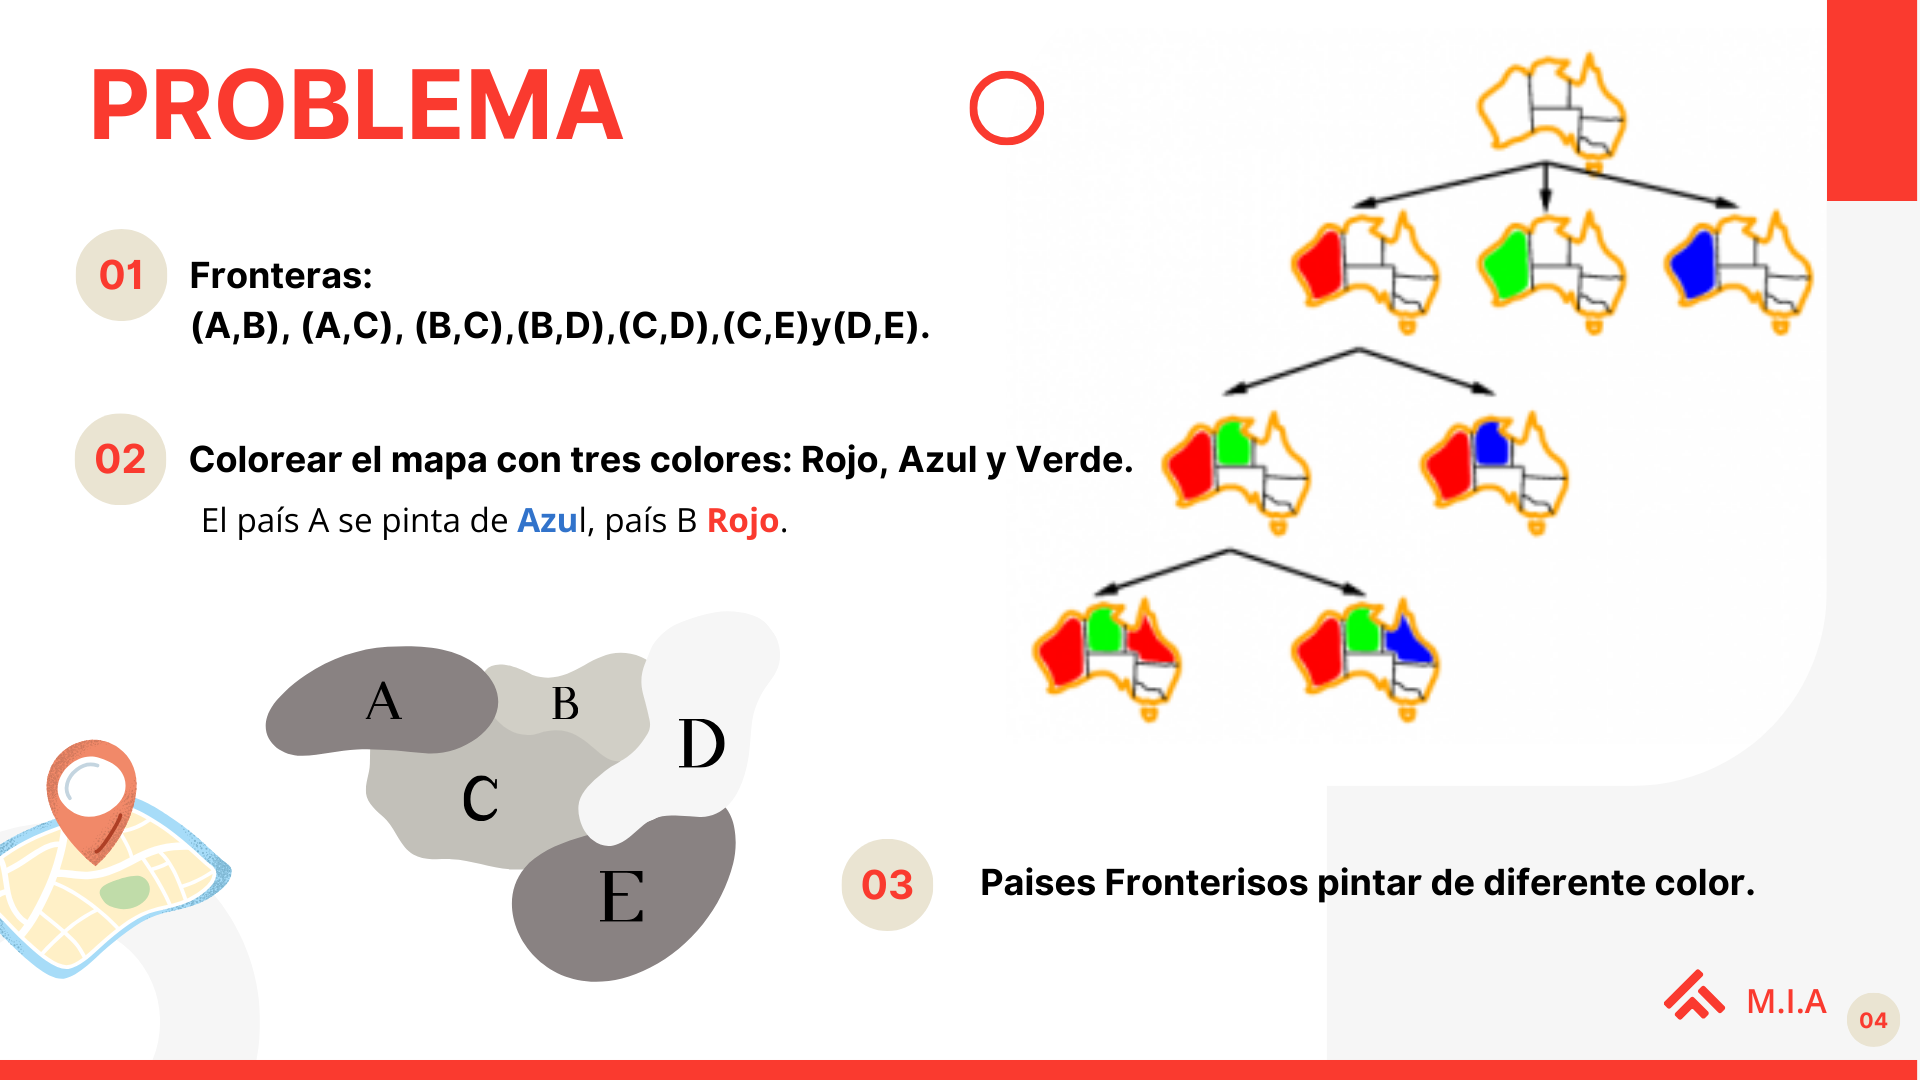 PROBLEMA
01
Fronteras:
(A,B), (A,C), (B,C),(B,D),(C,D),(C,E)y(D,E).
02
Colorear el mapa con tres colores: Rojo, Azul y Verde.
El país A se pinta de Azul, país B Rojo.
A
B
C
D
E
03
Paises Fronterisos pintar de diferente color.
M.I.A
04